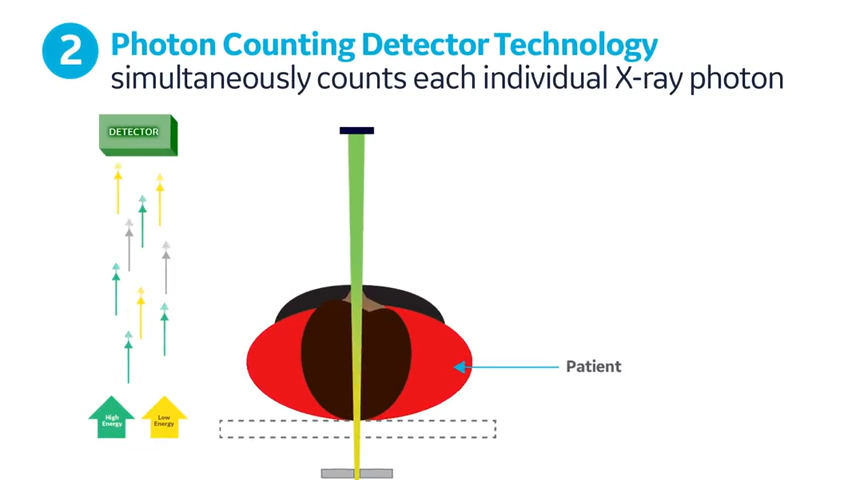 2
Photon Counting Detector Technology
simultaneously counts each individual X-ray photon
DETECTOR
Patient
High
Energy
Low
Energy